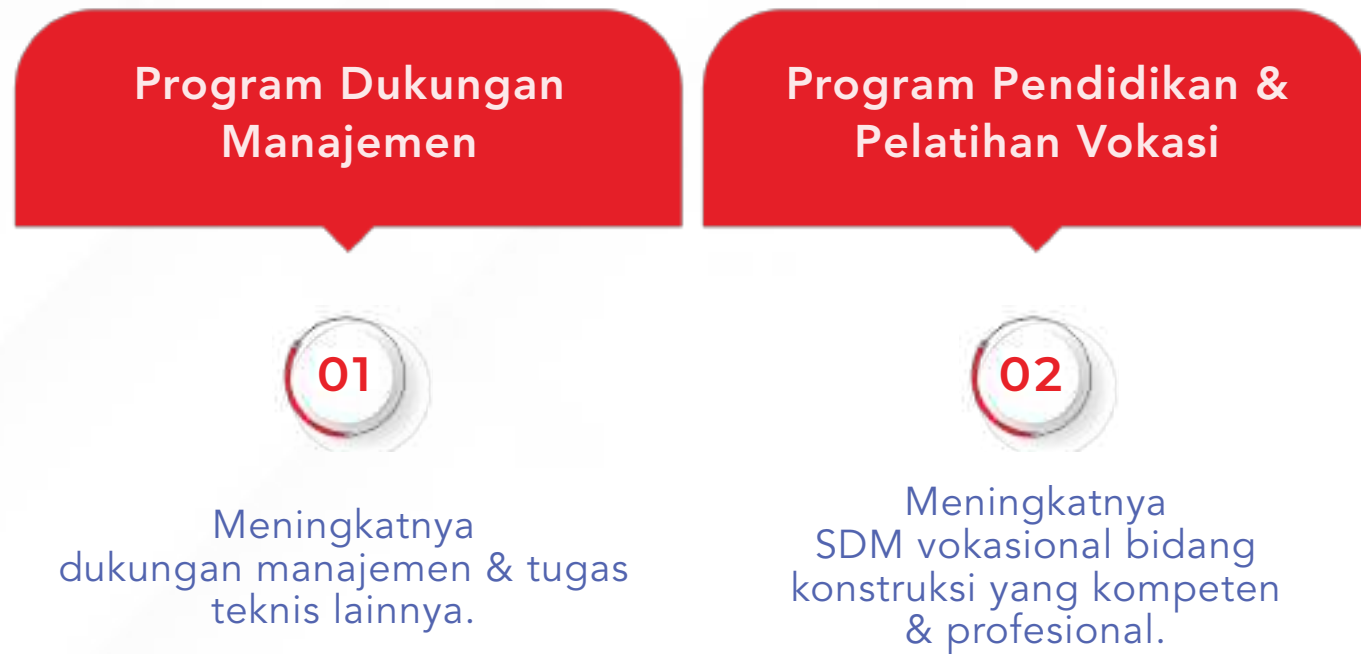 Program Dukungan
Manajemen
01
Meningkatnya
dukungan manajemen & tugas
teknis lainnya.
Program Pendidikan &
Pelatihan Vokasi
02
Meningkatnya
SDM vokasional bidang
konstruksi yang kompeten
& profesional.